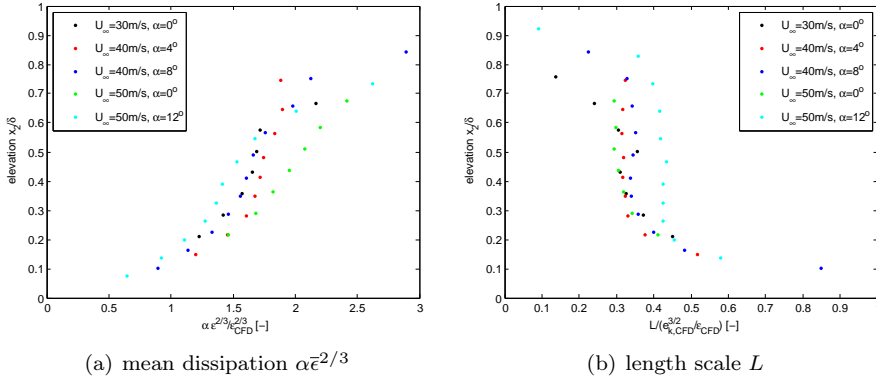 U∞=30m/s, α=0°
U∞=40m/s, α=4°
U∞=40m/s, α=8°
U∞=50m/s, α=0°
U∞=50m/s, α=12°
elevation x₂/δ
1
0.9
0.8
0.7
0.6
0.5
0.4
0.3
0.2
0.1
0
0 0.5 1 1.5 2 2.5 3
α ε^{2/3}/ε_{CFD}^{2/3} [−]
(a) mean dissipation αε̄^{2/3}
U∞=30m/s, α=0°
U∞=40m/s, α=4°
U∞=40m/s, α=8°
U∞=50m/s, α=0°
U∞=50m/s, α=12°
elevation x₂/δ
1
0.9
0.8
0.7
0.6
0.5
0.4
0.3
0.2
0.1
0
0 0.1 0.2 0.3 0.4 0.5 0.6 0.7 0.8 0.9
L/(e_{k,CFD}^{3/2}/ε_{CFD}) [−]
(b) length scale L